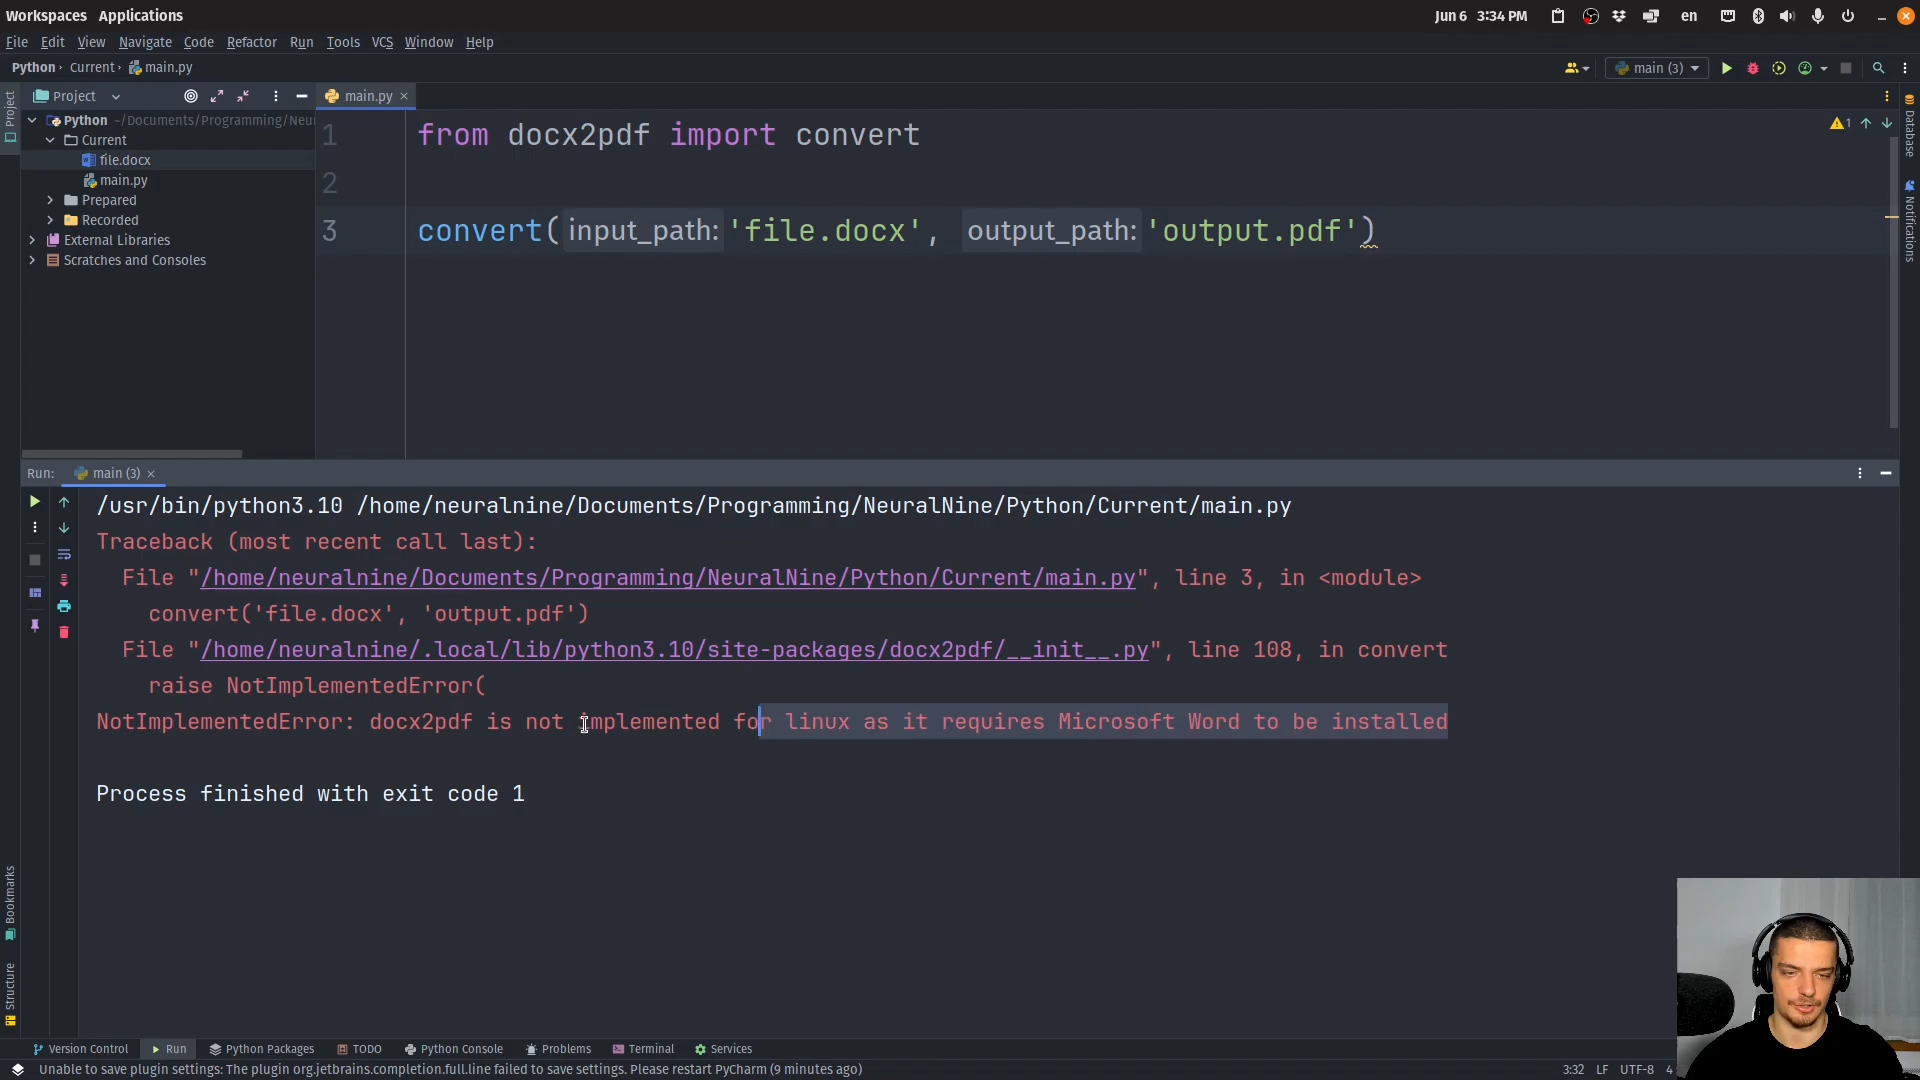 Workspaces Applications
Jun 6 3:34 PM
en
File Edit View Navigate Code Refactor Run Tools VCS Window Help
Python Current main.py
main (3)
Project
main.py
Python ~/Documents/Programming/Neu
Current
file.docx
main.py
Prepared
Recorded
External Libraries
Scratches and Consoles
1 from docx2pdf import convert
2
3 convert(input_path: 'file.docx', output_path: 'output.pdf')
1
Project
Database
Notifications
Run: main (3)
/usr/bin/python3.10 /home/neuralnine/Documents/Programming/NeuralNine/Python/Current/main.py
Traceback (most recent call last):
File "/home/neuralnine/Documents/Programming/NeuralNine/Python/Current/main.py", line 3, in <module>
convert('file.docx', 'output.pdf')
File "/home/neuralnine/.local/lib/python3.10/site-packages/docx2pdf/__init__.py", line 108, in convert
raise NotImplementedError(
NotImplementedError: docx2pdf is not implemented for linux as it requires Microsoft Word to be installed
Process finished with exit code 1
Bookmarks
Structure
Version Control Run Python Packages TODO Python Console Problems Terminal Services
Unable to save plugin settings: The plugin org.jetbrains.completion.full.line failed to save settings. Please restart PyCharm (9 minutes ago)
3:32 LF UTF-8 4